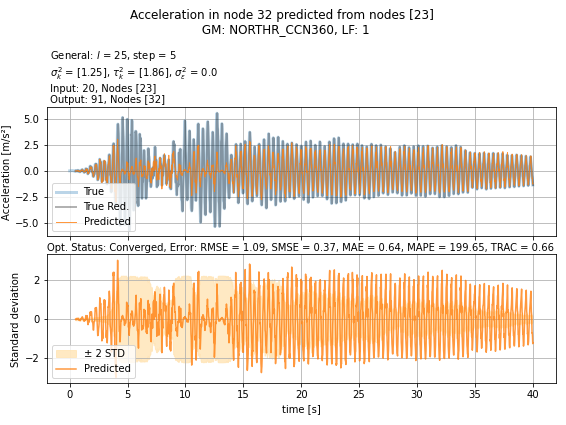 Acceleration in node 32 predicted from nodes [23]
GM: NORTHR_CCN360, LF: 1
General: l = 25, step = 5
σ²ₖ = [1.25], τ²ₖ = [1.86], σ²ₑ = 0.0
Input: 20, Nodes [23]
Output: 91, Nodes [32]
Acceleration [m/s²]
5.0
2.5
0.0
−2.5
−5.0
True
True Red.
Predicted
Opt. Status: Converged, Error: RMSE = 1.09, SMSE = 0.37, MAE = 0.64, MAPE = 199.65, TRAC = 0.66
Standard deviation
2
0
−2
± 2 STD
Predicted
0 5 10 15 20 25 30 35 40
time [s]